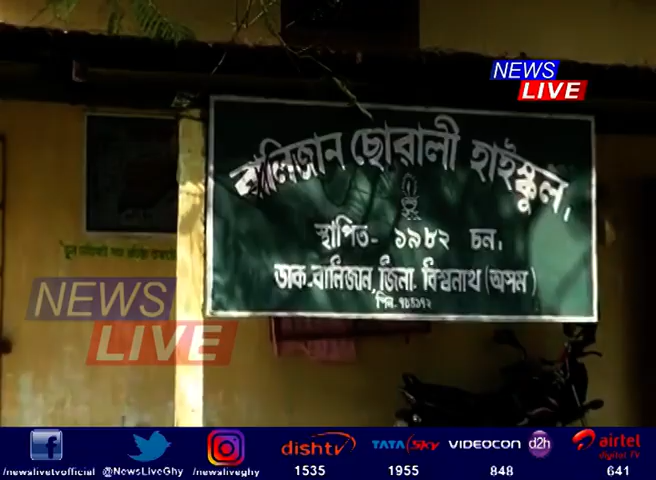 NEWS
LIVE
বালিজান ছোৱালী হাইস্কুল,
স্থাপিত- ১৯৮২ চন।
ডাক-বালিজান, জিলা. বিশ্বনাথ (অসম)
পিন-
NEWS
LIVE
/newslivetvofficial @NewsLiveGhy /newsliveghy
dishtv 1535
TATA sky 1955
VIDEOCON d2h 848
airtel digital TV 641